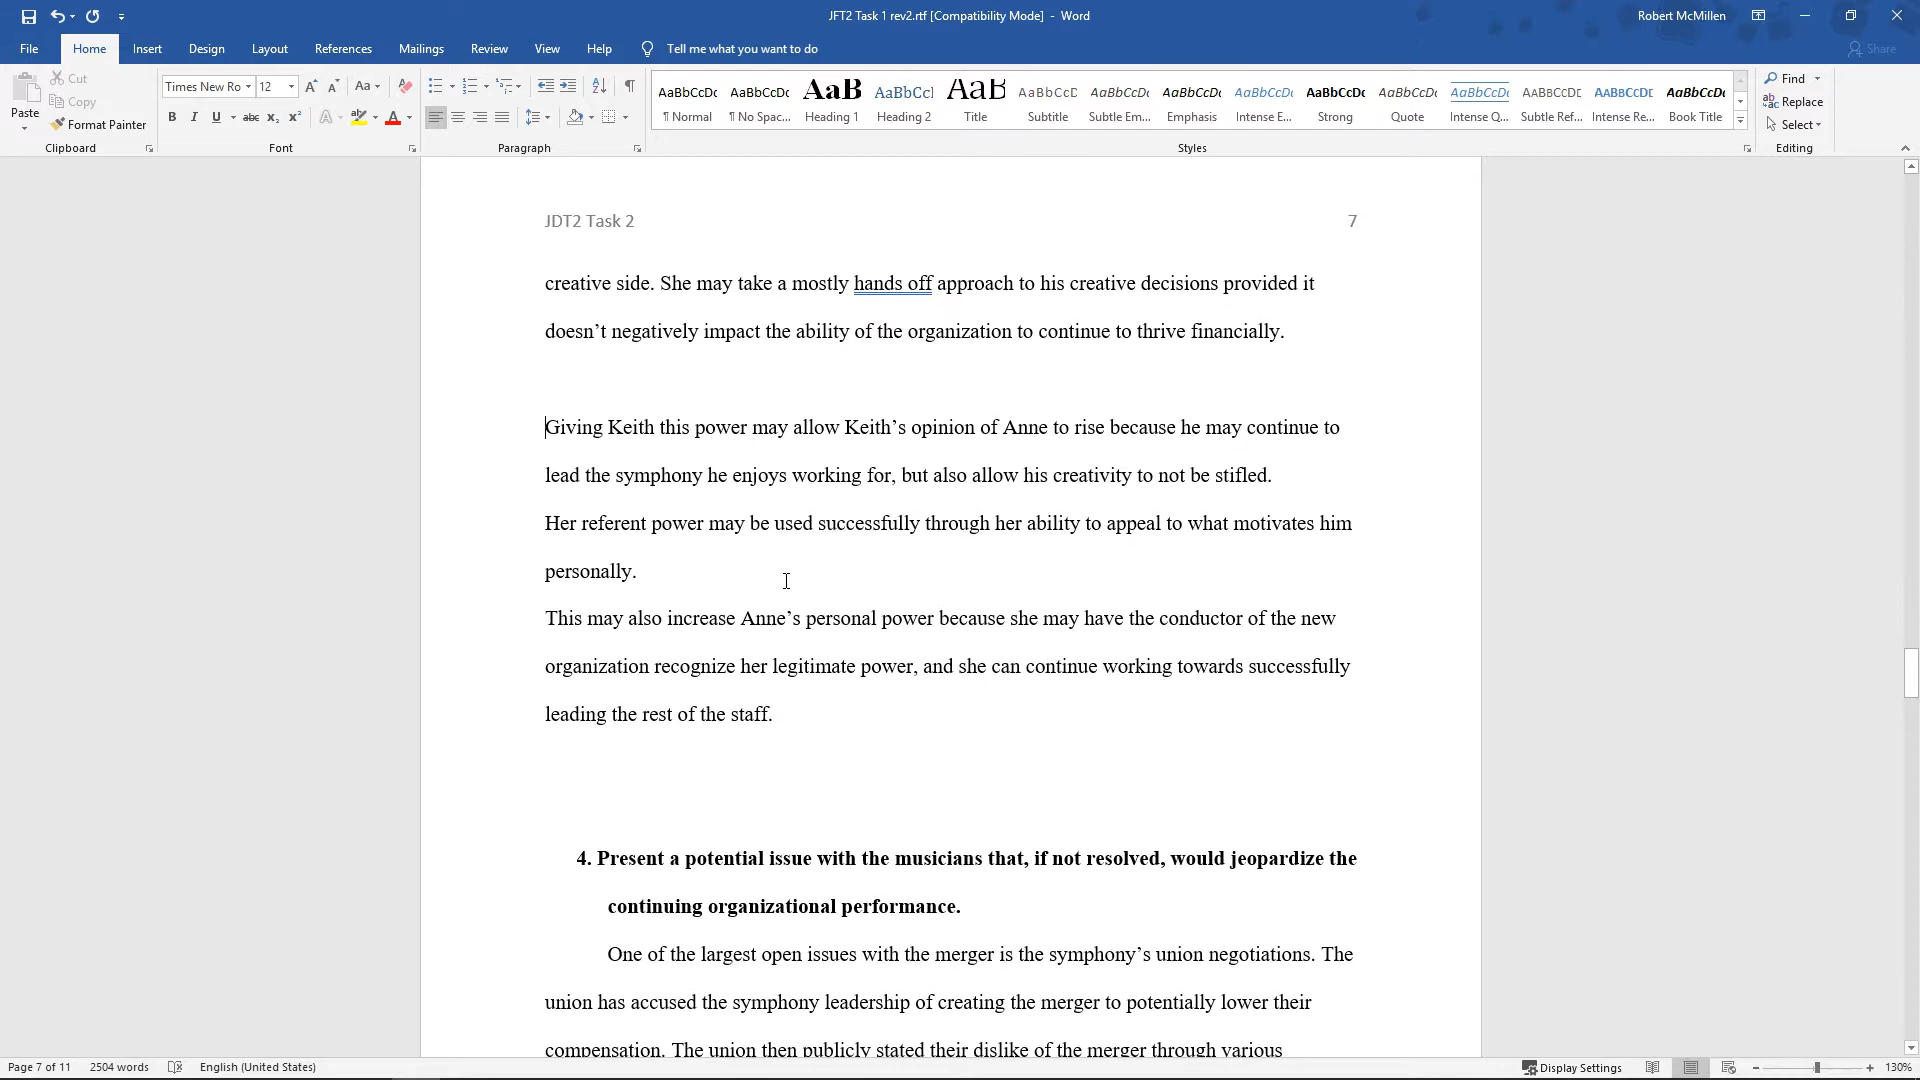 JFT2 Task 1 rev2.rtf [Compatibility Mode] - Word
Robert McMillen
File Home Insert Design Layout References Mailings Review View Help Tell me what you want to do Share
Paste
Cut
Copy
Format Painter
Clipboard
Times New Ro 12
Font
Paragraph
AaBbCcDc AaBbCcDc AaB AaBbCcI AaB AaBbCcD AaBbCcDc AaBbCcDc AaBbCcDc AaBbCcDc AaBbCcDc AaBbCcDc AABBCCDE AABBCCDE AaBbCcDc
¶ Normal ¶ No Spac... Heading 1 Heading 2 Title Subtitle Subtle Em... Emphasis Intense E... Strong Quote Intense Q... Subtle Ref... Intense Re... Book Title
Styles
Find
Replace
Select
Editing
JDT2 Task 2 7
creative side. She may take a mostly hands off approach to his creative decisions provided it
doesn’t negatively impact the ability of the organization to continue to thrive financially.
Giving Keith this power may allow Keith’s opinion of Anne to rise because he may continue to
lead the symphony he enjoys working for, but also allow his creativity to not be stifled.
Her referent power may be used successfully through her ability to appeal to what motivates him
personally.
This may also increase Anne’s personal power because she may have the conductor of the new
organization recognize her legitimate power, and she can continue working towards successfully
leading the rest of the staff.
4. Present a potential issue with the musicians that, if not resolved, would jeopardize the
continuing organizational performance.
One of the largest open issues with the merger is the symphony’s union negotiations. The
union has accused the symphony leadership of creating the merger to potentially lower their
compensation. The union then publicly stated their dislike of the merger through various
Page 7 of 11 2504 words English (United States) Display Settings 130%